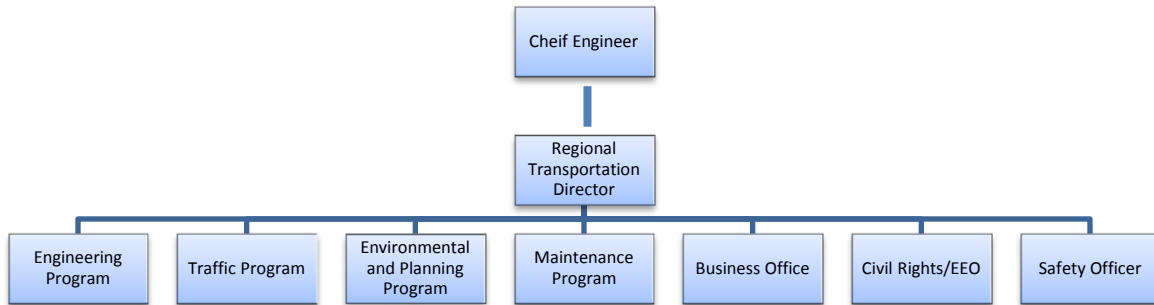 Cheif Engineer
Regional
Transportation
Director
Engineering
Program
Traffic Program
Environmental
and Planning
Program
Maintenance
Program
Business Office
Civil Rights/EEO
Safety Officer